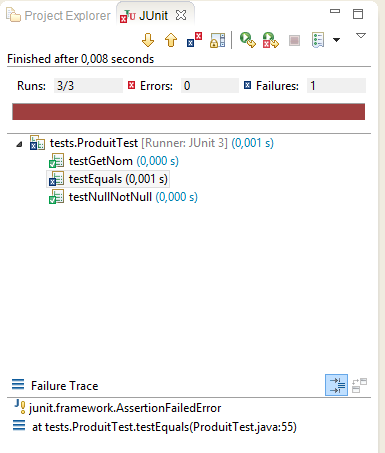 Project Explorer JUnit
Finished after 0,008 seconds
Runs: 3/3 Errors: 0 Failures: 1
tests.ProduitTest [Runner: JUnit 3] (0,001 s)
testGetNom (0,000 s)
testEquals (0,001 s)
testNullNotNull (0,000 s)
Failure Trace
junit.framework.AssertionFailedError
at tests.ProduitTest.testEquals(ProduitTest.java:55)